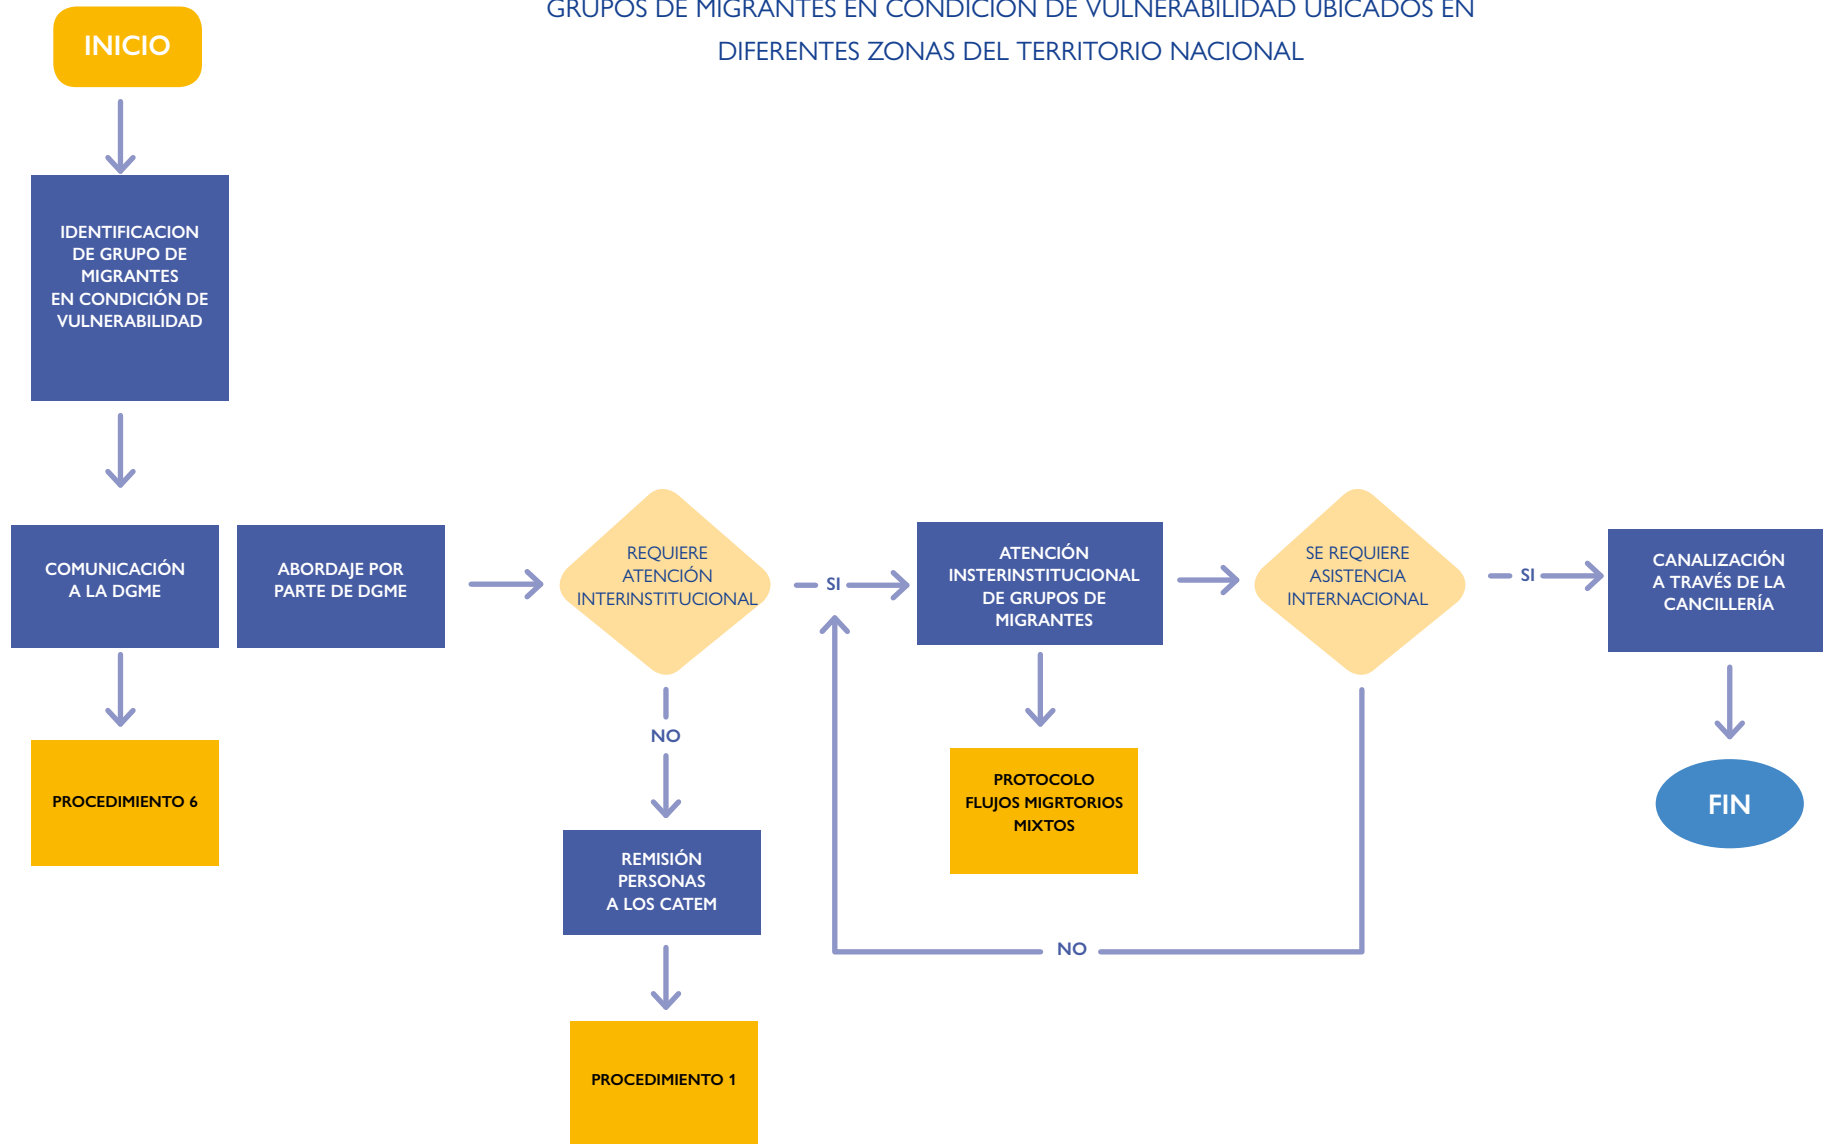 GRUPOS DE MIGRANTES EN CONDICIÓN DE VULNERABILIDAD UBICADOS EN
DIFERENTES ZONAS DEL TERRITORIO NACIONAL
INICIO
IDENTIFICACION
DE GRUPO DE
MIGRANTES
EN CONDICIÓN DE
VULNERABILIDAD
COMUNICACIÓN
A LA DGME
ABORDAJE POR
PARTE DE DGME
PROCEDIMIENTO 6
REQUIERE
ATENCIÓN
INTERINSTITUCIONAL
SI
NO
REMISIÓN
PERSONAS
A LOS CATEM
PROCEDIMIENTO 1
ATENCIÓN
INSTERINSTITUCIONAL
DE GRUPOS DE
MIGRANTES
PROTOCOLO
FLUJOS MIGRTORIOS
MIXTOS
SE REQUIERE
ASISTENCIA
INTERNACIONAL
NO
SI
CANALIZACIÓN
A TRAVÉS DE LA
CANCILLERÍA
FIN